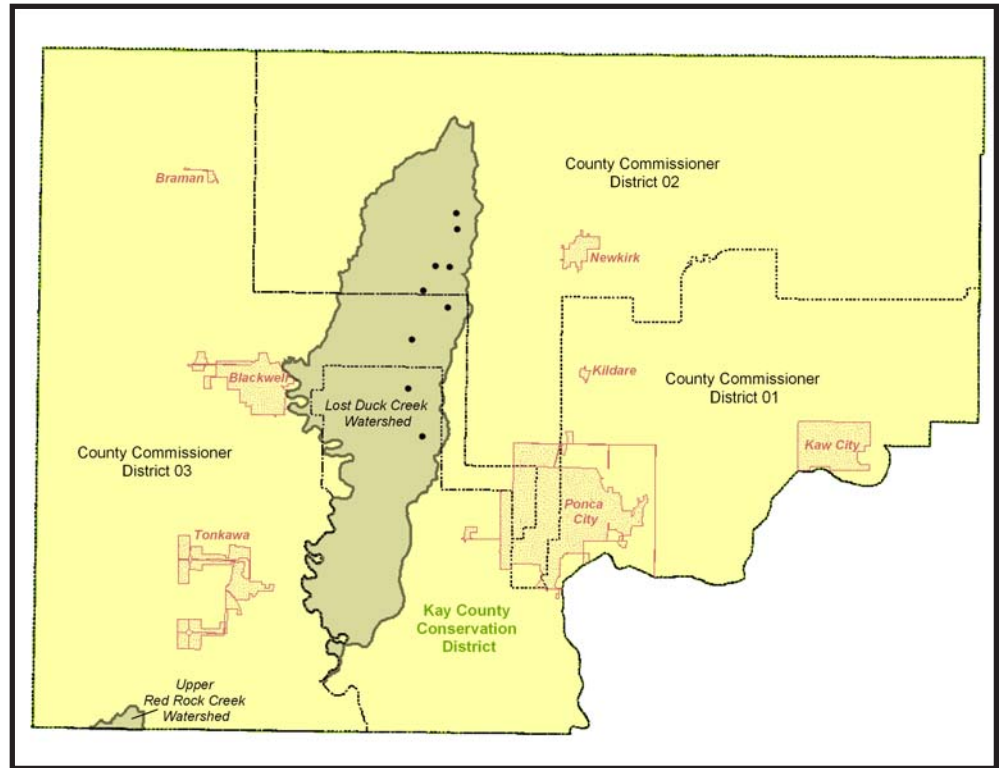 County Commissioner
District 02
Braman
Newkirk
Kildare
County Commissioner
District 01
Blackwell
Lost Duck Creek
Watershed
Kaw City
County Commissioner
District 03
Ponca
City
Tonkawa
Kay County
Conservation
District
Upper
Red Rock Creek
Watershed